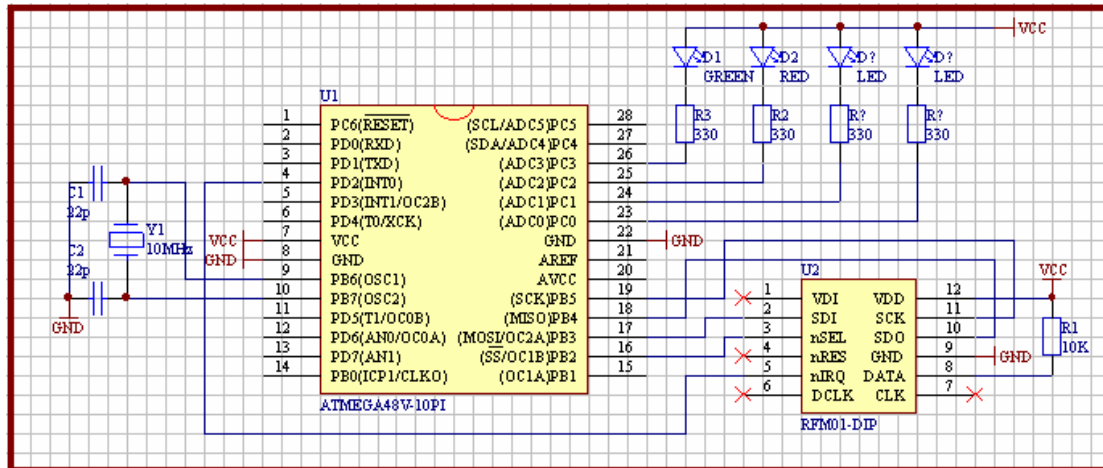 VCC
D1
GREEN
D2
RED
D?
LED
D?
LED
R3
330
R2
330
R?
330
R?
330
U1
1 PC6(RESET) (SCL/ADC5)PC5 28
2 PD0(RXD) (SDA/ADC4)PC4 27
3 PD1(TXD) (ADC3)PC3 26
4 PD2(INT0) (ADC2)PC2 25
5 PD3(INT1/OC2B) (ADC1)PC1 24
6 PD4(T0/XCK) (ADC0)PC0 23
7 VCC GND 22
8 GND AREF 21
9 PB6(OSC1) AVCC 20
10 PB7(OSC2) (SCK)PB5 19
11 PD5(T1/OC0B) (MISO)PB4 18
12 PD6(AN0/OC0A) (MOSI/OC2A)PB3 17
13 PD7(AN1) (SS/OC1B)PB2 16
14 PB0(ICP1/CLKO) (OC1A)PB1 15
ATMEGA48V-10PI
C1
22p
Y1
10MHz
C2
22p
GND
VCC
GND
GND
U2
1 VDI VDD 12
2 SDI SCK 11
3 nSEL SDO 10
4 nRES GND 9
5 nIRQ DATA 8
6 DCLK CLK 7
RFM01-DIP
VCC
R1
10K
GND